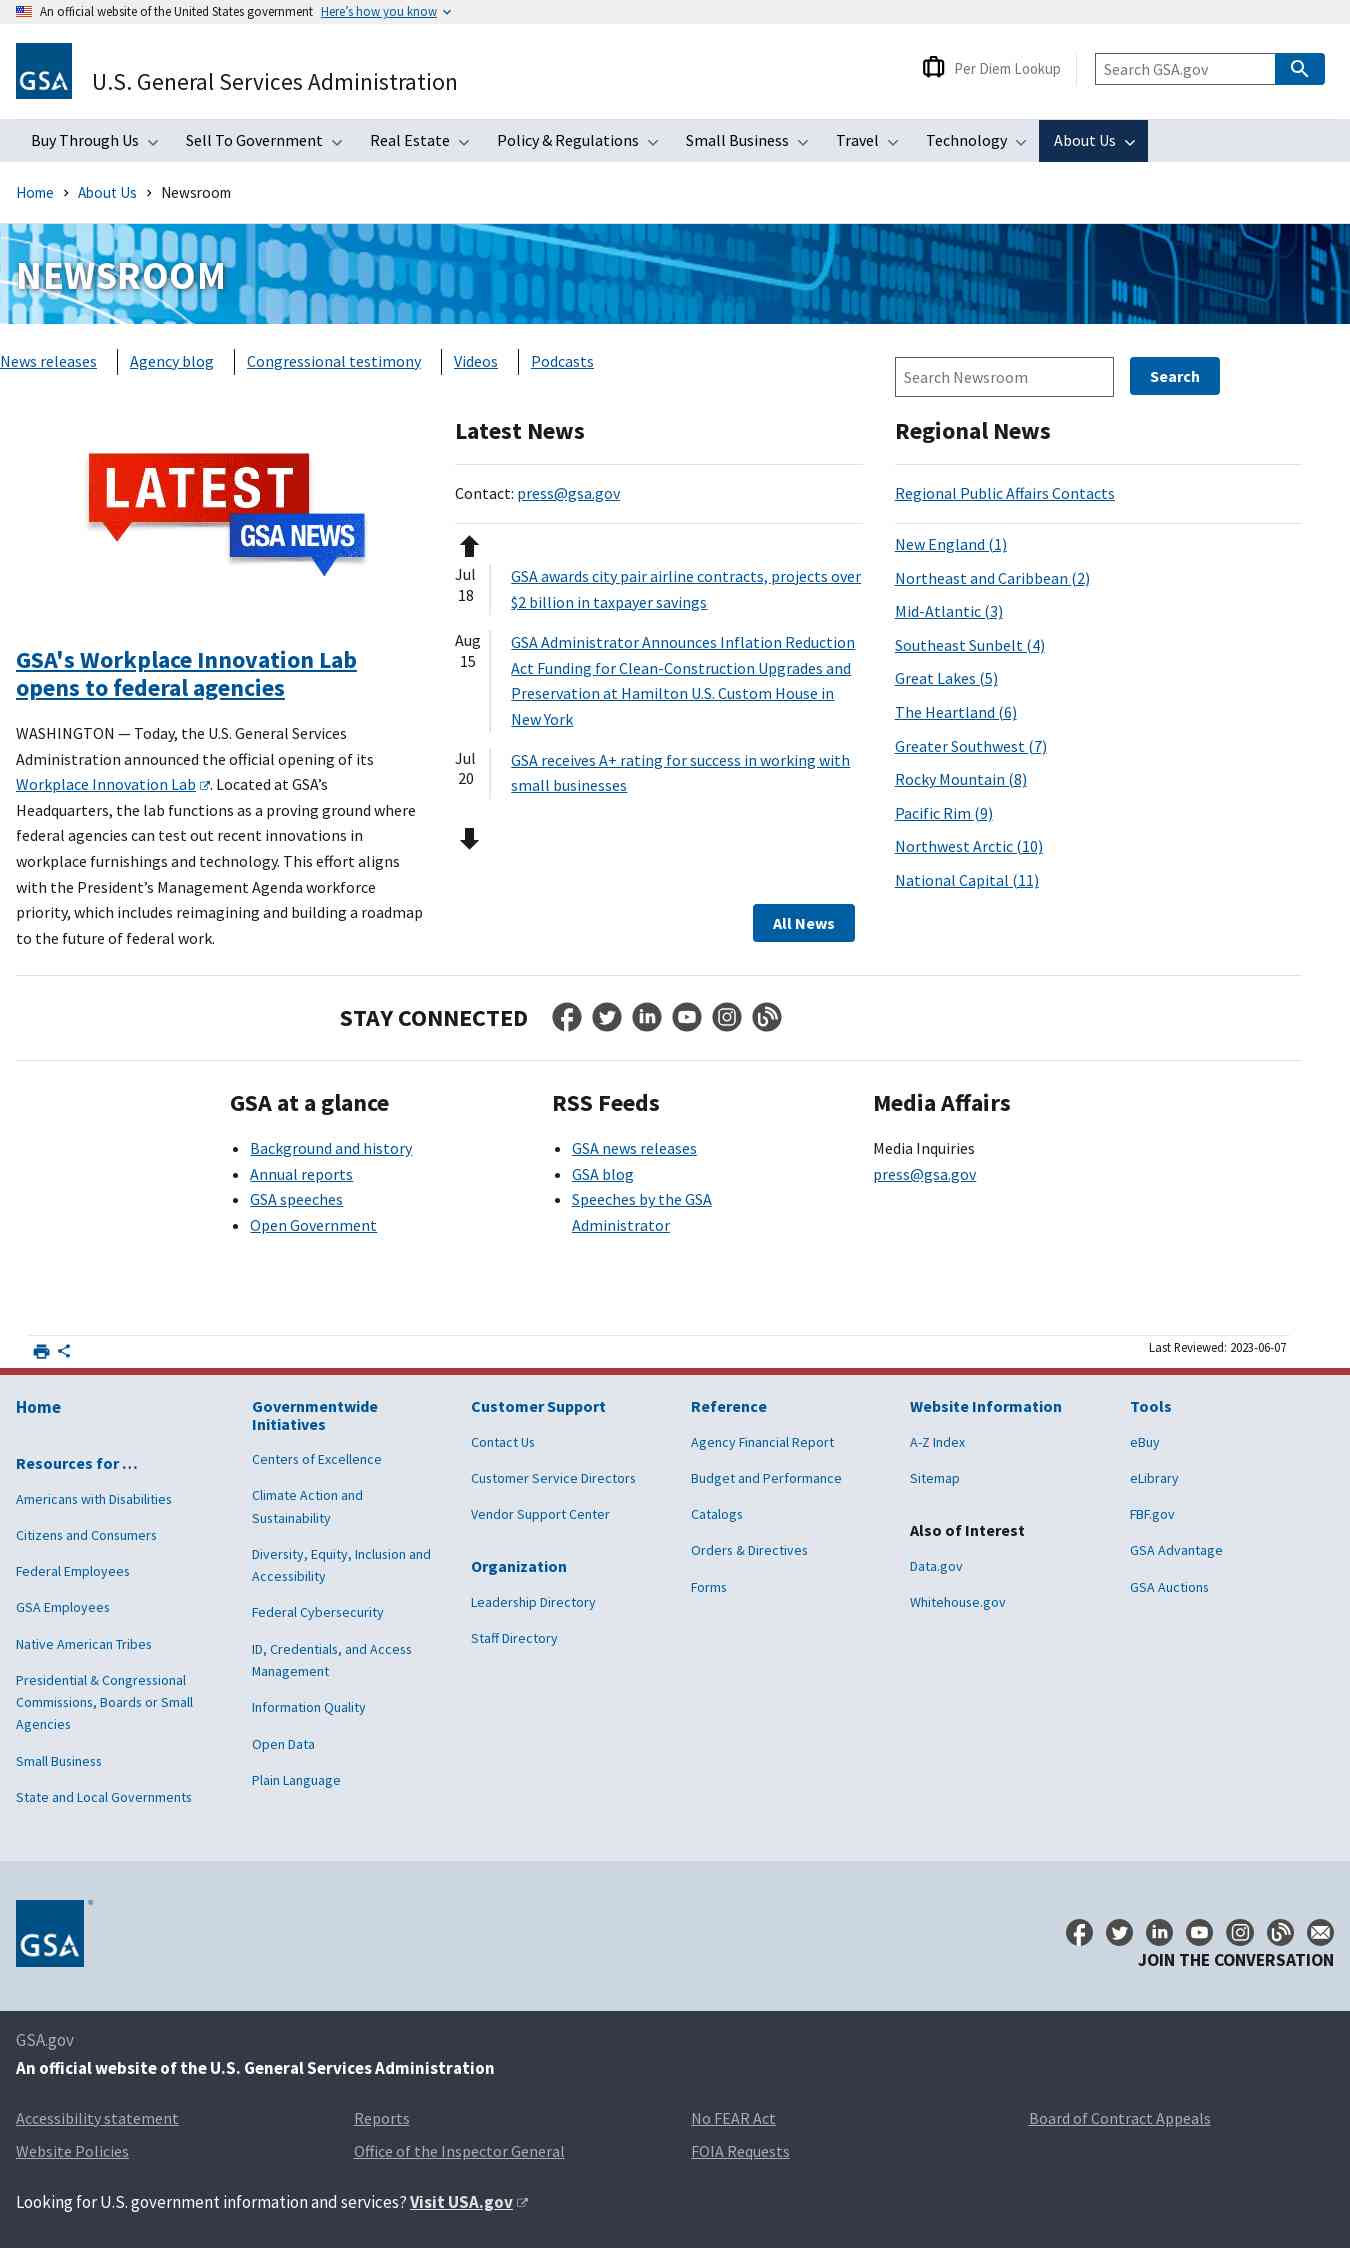 An official website of the United States government Here's how you know
GSA
U.S. General Services Administration
Per Diem Lookup
Search GSA.gov
Buy Through Us Sell To Government Real Estate Policy & Regulations Small Business Travel Technology About Us
Home › About Us › Newsroom
NEWSROOM
News releases Agency blog Congressional testimony Videos Podcasts
Search Newsroom
Search
LATEST
GSA NEWS
GSA's Workplace Innovation Lab
opens to federal agencies
WASHINGTON — Today, the U.S. General Services
Administration announced the official opening of its
Workplace Innovation Lab. Located at GSA’s
Headquarters, the lab functions as a proving ground where
federal agencies can test out recent innovations in
workplace furnishings and technology. This effort aligns
with the President’s Management Agenda workforce
priority, which includes reimagining and building a roadmap
to the future of federal work.
Latest News
Contact: press@gsa.gov
Jul
18
GSA awards city pair airline contracts, projects over
$2 billion in taxpayer savings
Aug
15
GSA Administrator Announces Inflation Reduction
Act Funding for Clean-Construction Upgrades and
Preservation at Hamilton U.S. Custom House in
New York
Jul
20
GSA receives A+ rating for success in working with
small businesses
All News
Regional News
Regional Public Affairs Contacts
New England (1)
Northeast and Caribbean (2)
Mid-Atlantic (3)
Southeast Sunbelt (4)
Great Lakes (5)
The Heartland (6)
Greater Southwest (7)
Rocky Mountain (8)
Pacific Rim (9)
Northwest Arctic (10)
National Capital (11)
STAY CONNECTED
GSA at a glance
• Background and history
• Annual reports
• GSA speeches
• Open Government
RSS Feeds
• GSA news releases
• GSA blog
• Speeches by the GSA
Administrator
Media Affairs
Media Inquiries
press@gsa.gov
Last Reviewed: 2023-06-07
Home
Resources for …
Americans with Disabilities
Citizens and Consumers
Federal Employees
GSA Employees
Native American Tribes
Presidential & Congressional
Commissions, Boards or Small
Agencies
Small Business
State and Local Governments
Governmentwide
Initiatives
Centers of Excellence
Climate Action and
Sustainability
Diversity, Equity, Inclusion and
Accessibility
Federal Cybersecurity
ID, Credentials, and Access
Management
Information Quality
Open Data
Plain Language
Customer Support
Contact Us
Customer Service Directors
Vendor Support Center
Organization
Leadership Directory
Staff Directory
Reference
Agency Financial Report
Budget and Performance
Catalogs
Orders & Directives
Forms
Website Information
A-Z Index
Sitemap
Also of Interest
Data.gov
Whitehouse.gov
Tools
eBuy
eLibrary
FBF.gov
GSA Advantage
GSA Auctions
GSA
JOIN THE CONVERSATION
GSA.gov
An official website of the U.S. General Services Administration
Accessibility statement Reports No FEAR Act Board of Contract Appeals
Website Policies Office of the Inspector General FOIA Requests
Looking for U.S. government information and services? Visit USA.gov